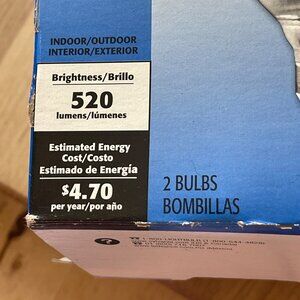 INDOOR/OUTDOOR
INTERIOR/EXTERIOR
Brightness/Brillo
520
lumens/lúmenes
Estimated Energy
Cost/Costo
Estimado de Energía
$4.70
per year/por año
2 BULBS
BOMBILLAS
?